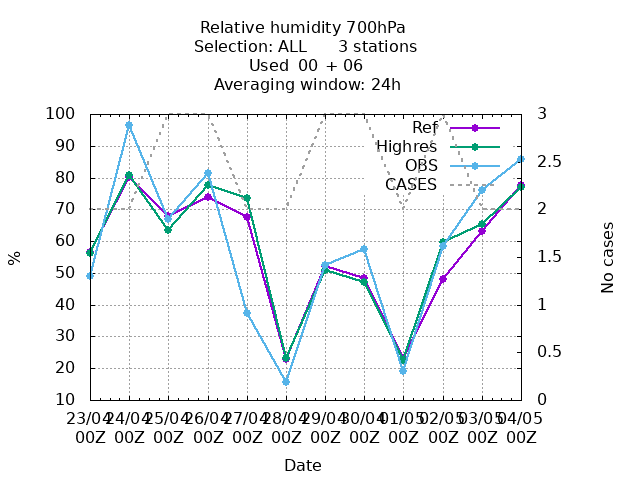 Relative humidity 700hPa
Selection: ALL 3 stations
Used 00 + 06
Averaging window: 24h
100
90
80
70
60
50
40
30
20
10
%
3
2.5
2
1.5
1
0.5
0
No cases
Ref
Highres
OBS
CASES
23/04 24/04 25/04 26/04 27/04 28/04 29/04 30/04 01/05 02/05 03/05 04/05
00Z 00Z 00Z 00Z 00Z 00Z 00Z 00Z 00Z 00Z 00Z 00Z
Date